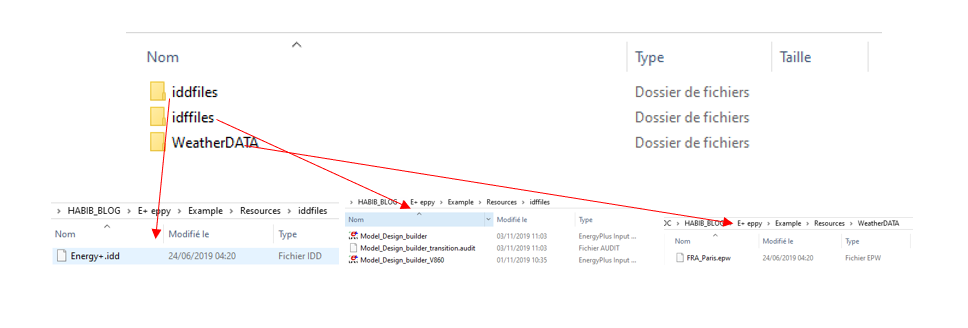 Nom Type Taille
iddfiles Dossier de fichiers
idffiles Dossier de fichiers
WeatherDATA Dossier de fichiers
> HABIB_BLOG > E+ eppy > Example > Resources > iddfiles
Nom Modifié le Type
Energy+.idd 24/06/2019 04:20 Fichier IDD
> HABIB_BLOG > E+ eppy > Example > Resources > idffiles
Nom Modifié le Type
Model_Design_builder 03/11/2019 11:03 EnergyPlus Input ...
Model_Design_builder_transition.audit 03/11/2019 11:03 Fichier AUDIT
Model_Design_builder_V860 01/11/2019 10:35 EnergyPlus Input ...
> HABIB_BLOG > E+ eppy > Example > Resources > WeatherDATA
Nom Modifié le Type
FRA_Paris.epw 24/06/2019 04:20 Fichier EPW